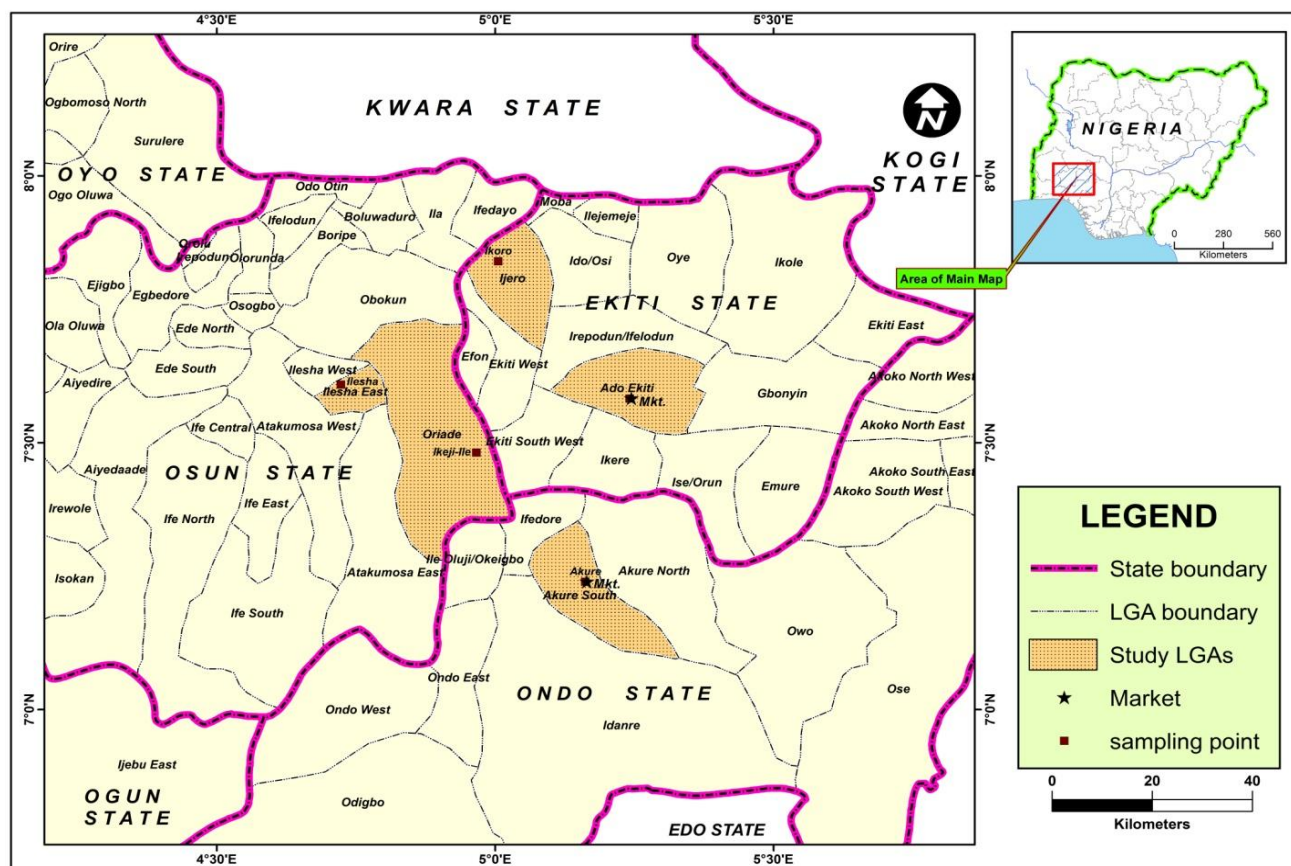 4°30'E
5°0'E
5°30'E
8°0'N
7°30'N
7°0'N
8°0'N
7°30'N
7°0'N
4°30'E
5°0'E
5°30'E
KWARA STATE
KOGI
STATE
OYO STATE
EKITI STATE
OSUN STATE
ONDO STATE
OGUN
STATE
EDO STATE
N
Orire
Ogbomoso North
Surulere
Ogo Oluwa
Odo Otin
Ifelodun
Boluwaduro
Ila
Ifedayo
Boripe
Orolu
Irepodun
Olorunda
Ejigbo
Egbedore
Osogbo
Obokun
Ola Oluwa
Ede North
Ede South
Aiyedire
Ilesha West
Ilesha
Ilesha East
Ife Central
Atakumosa West
Oriade
Ikeji-Ile
Aiyedaade
Ife East
Ife North
Irewole
Isokan
Ife South
Atakumosa East
Moba
Ilejemeje
Ikoro
Ijero
Ido/Osi
Oye
Ikole
Irepodun/Ifelodun
Ekiti East
Efon
Ekiti West
Ado Ekiti
Mkt.
Gbonyin
Akoko North West
Akoko North East
Ekiti South West
Ikere
Ise/Orun
Emure
Akoko South East
Akoko South West
Ifedore
Ile Oluji/Okeigbo
Akure
Mkt.
Akure South
Akure North
Owo
Ose
Ondo East
Ondo West
Idanre
Odigbo
Ijebu East
NIGERIA
0 280 560
Kilometers
Area of Main Map
LEGEND
State boundary
LGA boundary
Study LGAs
Market
sampling point
0 20 40
Kilometers